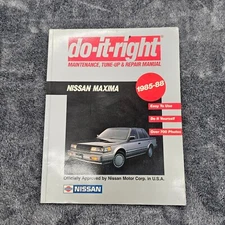 do-it-right
MAINTENANCE, TUNE-UP & REPAIR MANUAL
NISSAN MAXIMA
1985-88
Easy To Use
Do-It-Yourself
Over 250 Photos
Officially Approved by Nissan Motor Corp. in U.S.A.
NISSAN